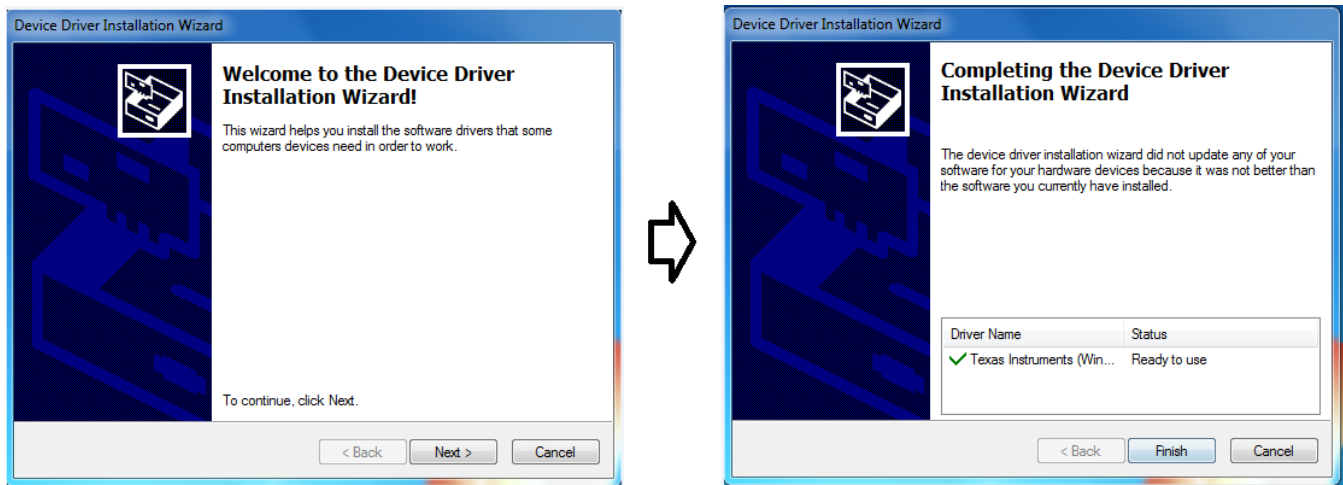 Device Driver Installation Wizard
Welcome to the Device Driver
Installation Wizard!
This wizard helps you install the software drivers that some
computers devices need in order to work.
To continue, click Next.
< Back
Next >
Cancel
Device Driver Installation Wizard
Completing the Device Driver
Installation Wizard
The device driver installation wizard did not update any of your
software for your hardware devices because it was not better than
the software you currently have installed.
Driver Name Status
Texas Instruments (Win... Ready to use
< Back
Finish
Cancel